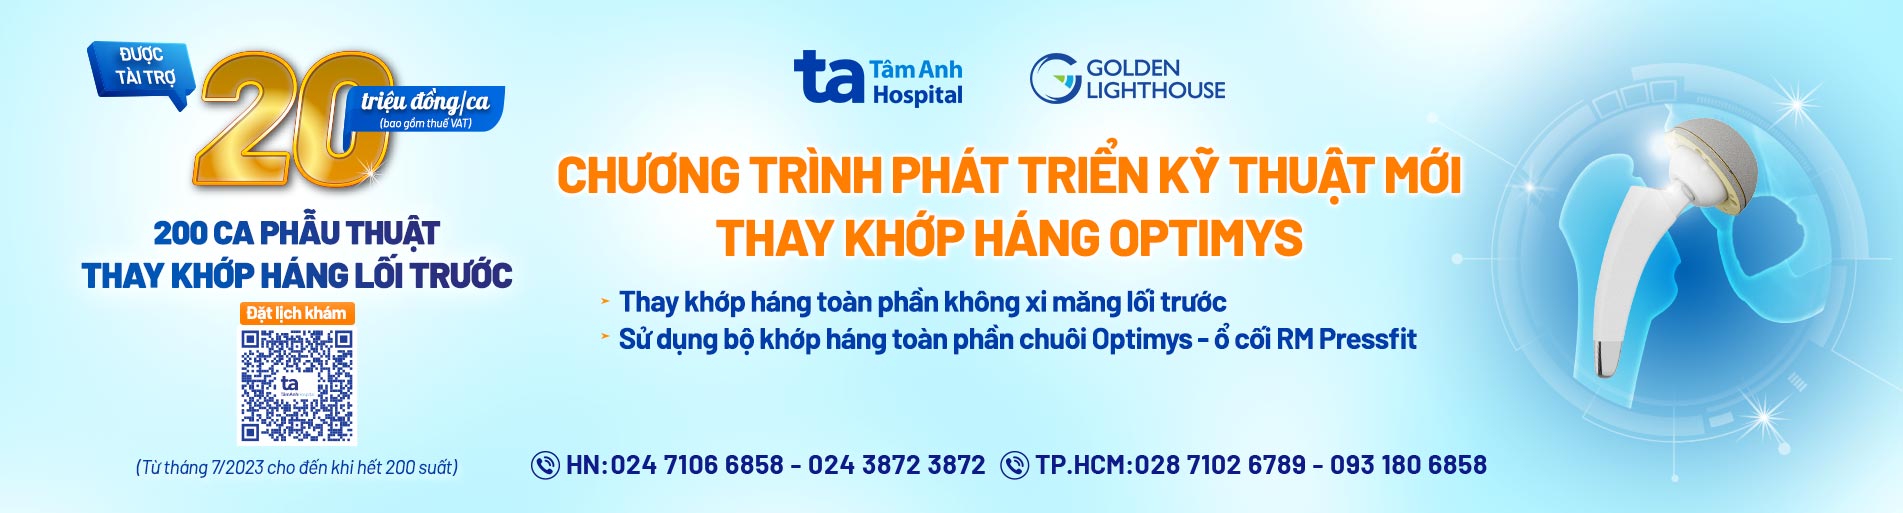 ĐƯỢC
TÀI TRỢ
20
triệu đồng/ca
(bao gồm thuế VAT)
200 CA PHẪU THUẬT
THAY KHỚP HÁNG LỐI TRƯỚC
Đặt lịch khám
ta
TâmAnh Hospital
(Từ tháng 7/2023 cho đến khi hết 200 suất)
ta Tâm Anh
Hospital
GOLDEN
LIGHTHOUSE
CHƯƠNG TRÌNH PHÁT TRIỂN KỸ THUẬT MỚI
THAY KHỚP HÁNG OPTIMYS
➤ Thay khớp háng toàn phần không xi măng lối trước
➤ Sử dụng bộ khớp háng toàn phần chuôi Optimys - ổ cối RM Pressfit
HN:024 7106 6858 - 024 3872 3872 TP.HCM:028 7102 6789 - 093 180 6858